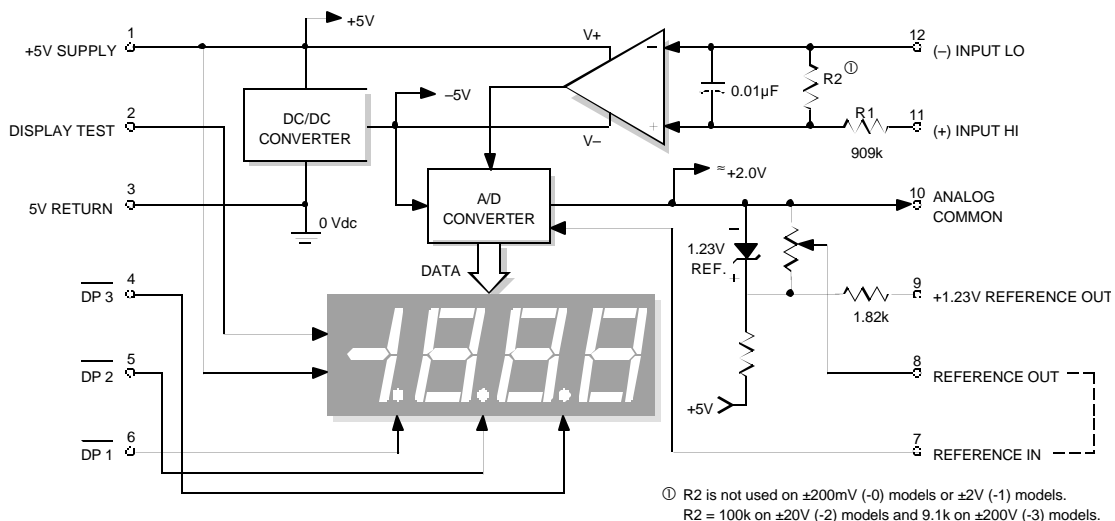 +5V
+5V SUPPLY
1
V+
−
12
(–) INPUT LO
0.01µF
R2
①
DC/DC
CONVERTER
–5V
DISPLAY TEST
2
V–
+
R1
909k
11
(+) INPUT HI
≈ +2.0V
A/D
CONVERTER
5V RETURN
3
0 Vdc
10
ANALOG
COMMON
DATA
–
1.23V
REF.
+
DP 3
4
9
+1.23V REFERENCE OUT
1.82k
-1.8.8.8
DP 2
5
8
REFERENCE OUT
+5V
DP 1
6
7
REFERENCE IN
① R2 is not used on ±200mV (-0) models or ±2V (-1) models.
R2 = 100k on ±20V (-2) models and 9.1k on ±200V (-3) models.